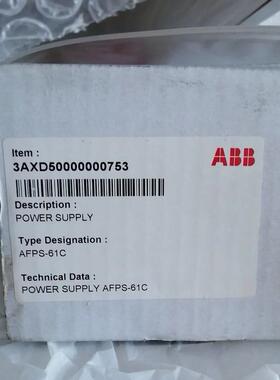 Item :
3AXD50000000753
ABB
Description :
POWER SUPPLY
Type Designation :
AFPS-61C
Technical Data :
POWER SUPPLY AFPS-61C